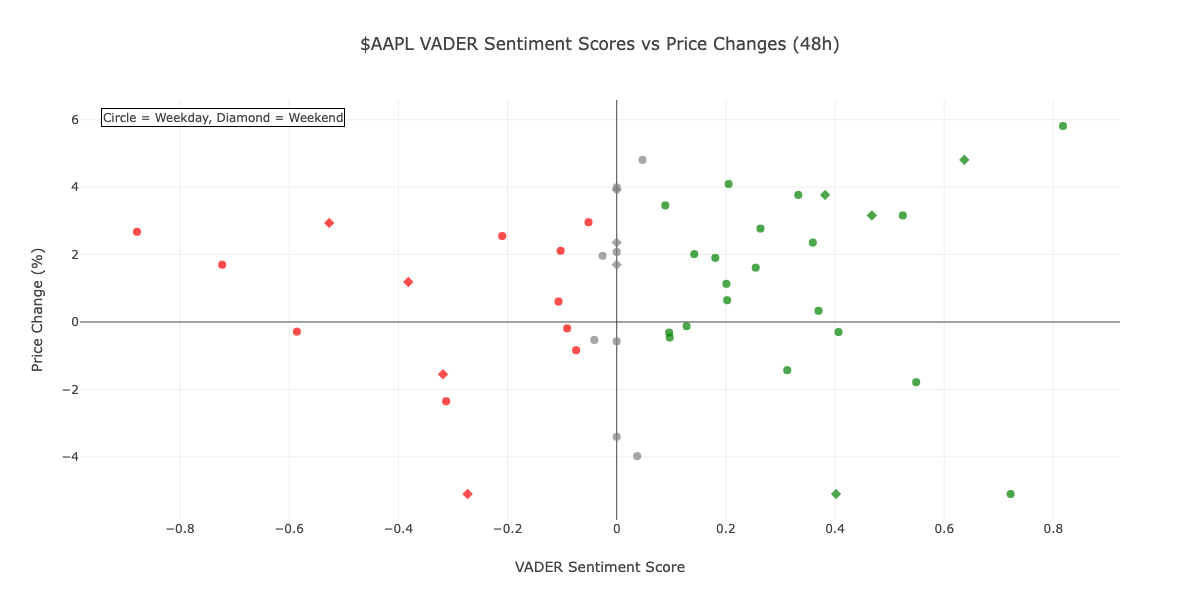 $AAPL VADER Sentiment Scores vs Price Changes (48h)
Circle = Weekday, Diamond = Weekend
6
4
2
0
−2
−4
Price Change (%)
−0.8 −0.6 −0.4 −0.2 0 0.2 0.4 0.6 0.8
VADER Sentiment Score